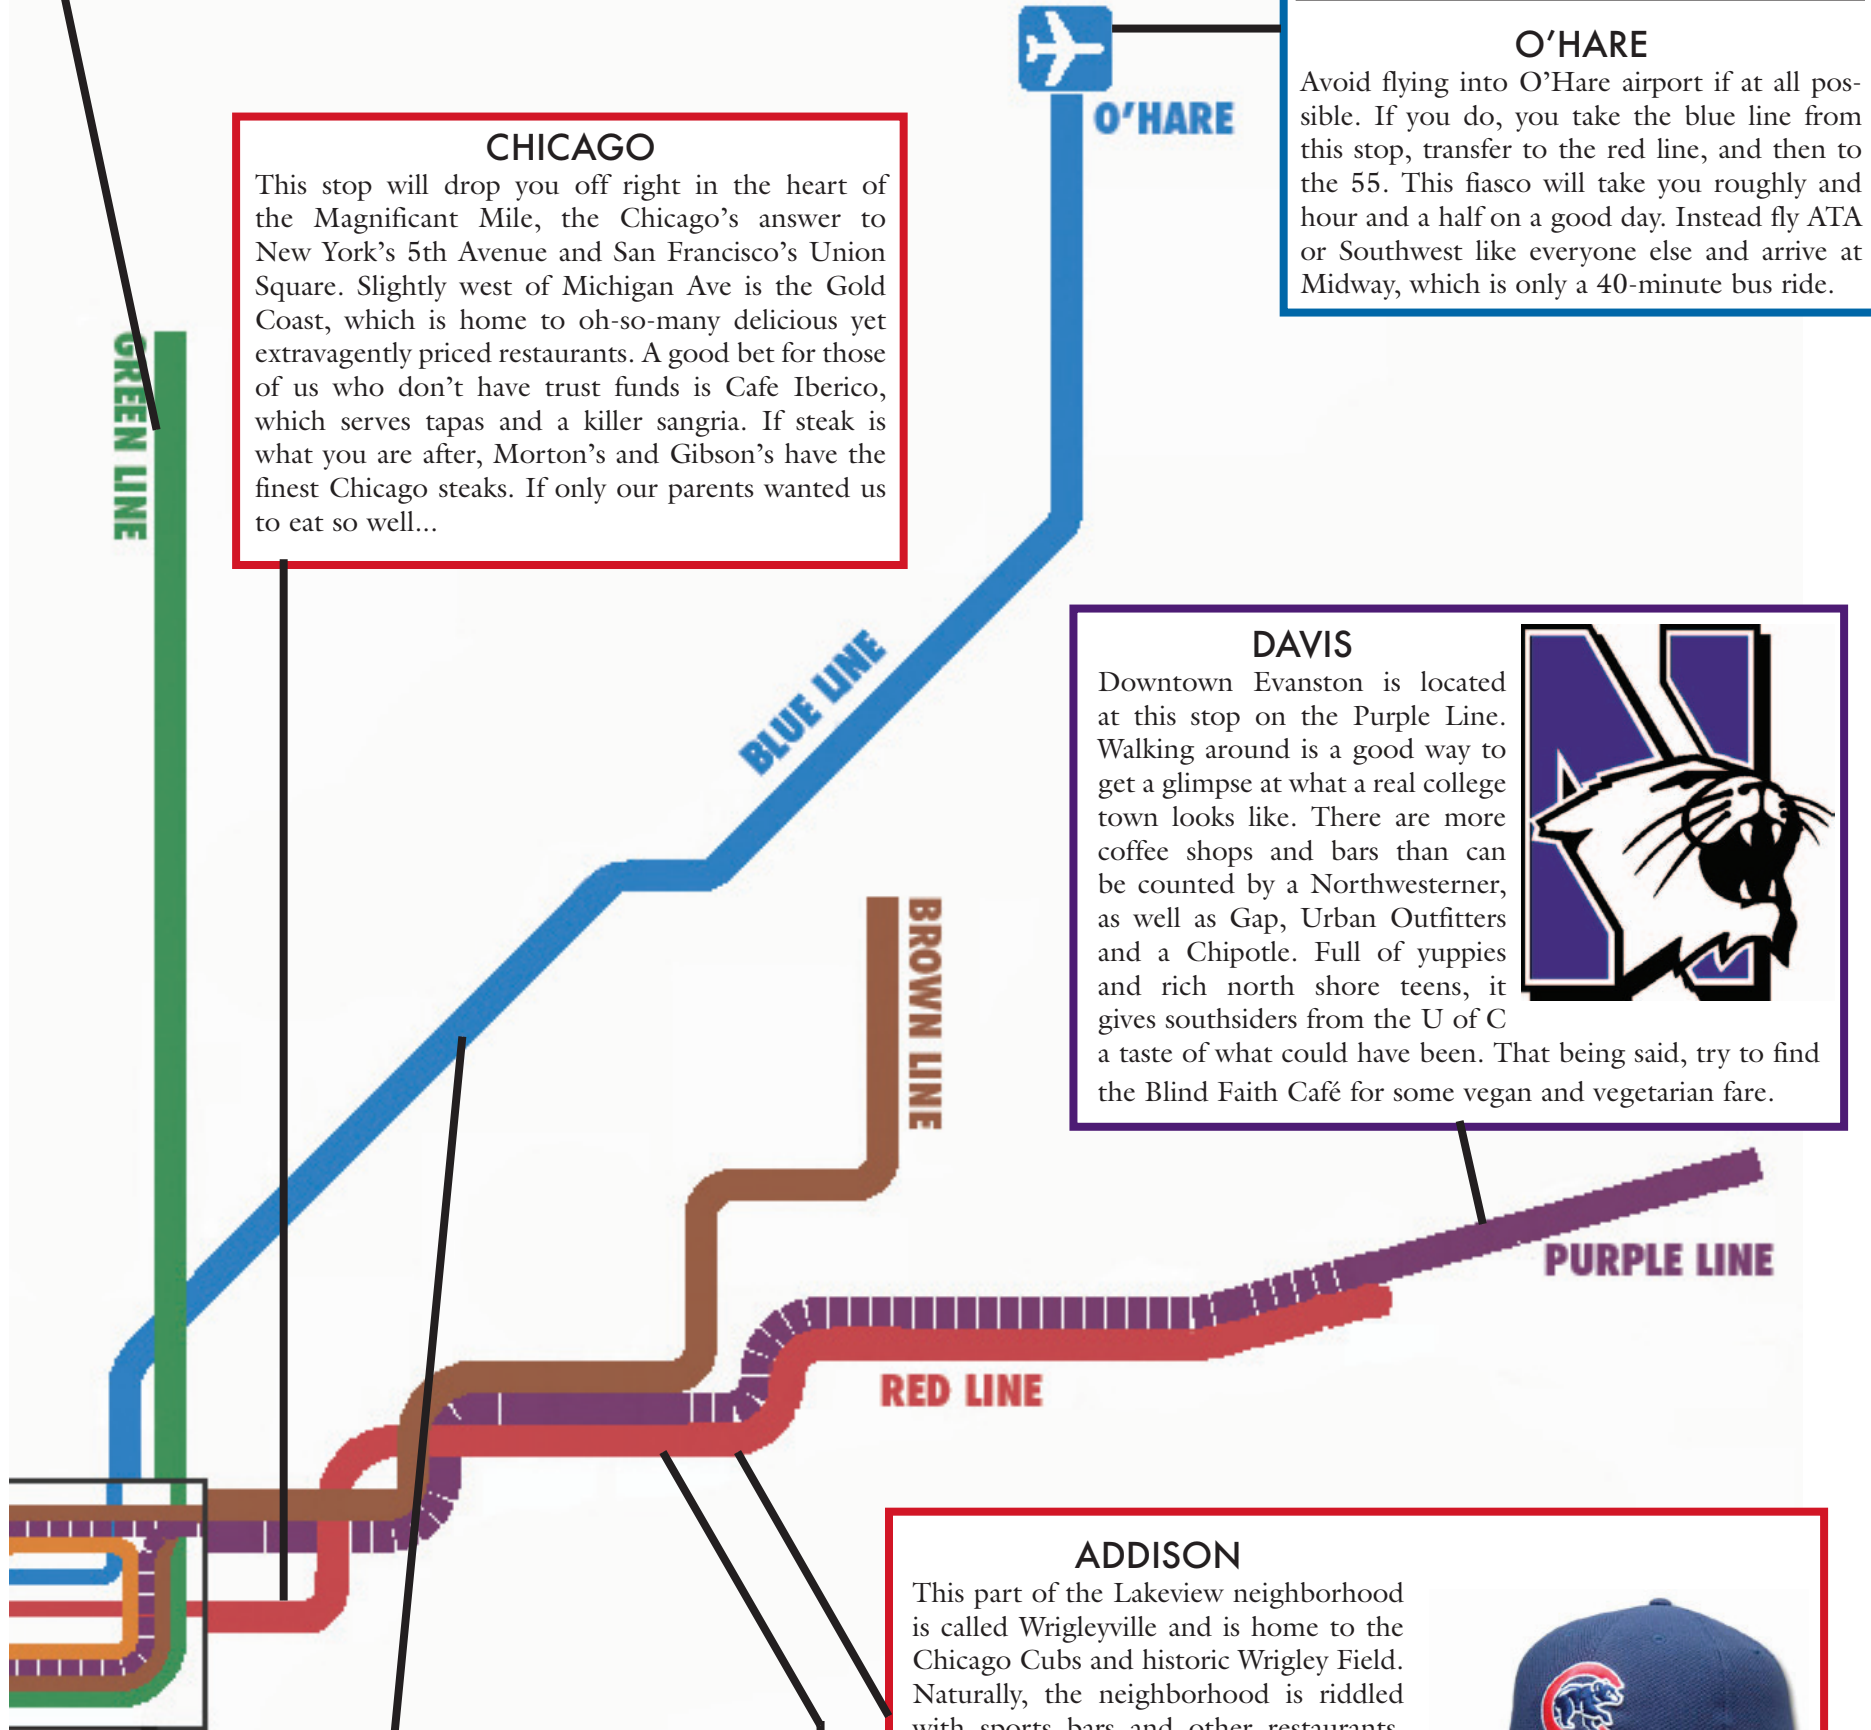 O'HARE
Avoid flying into O'Hare airport if at all pos-
sible. If you do, you take the blue line from
this stop, transfer to the red line, and then to
the 55. This fiasco will take you roughly and
hour and a half on a good day. Instead fly ATA
or Southwest like everyone else and arrive at
Midway, which is only a 40-minute bus ride.
O'HARE
CHICAGO
This stop will drop you off right in the heart of
the Magnificant Mile, the Chicago's answer to
New York's 5th Avenue and San Francisco's Union
Square. Slightly west of Michigan Ave is the Gold
Coast, which is home to oh-so-many delicious yet
extravagently priced restaurants. A good bet for those
of us who don't have trust funds is Cafe Iberico,
which serves tapas and a killer sangria. If steak is
what you are after, Morton's and Gibson's have the
finest Chicago steaks. If only our parents wanted us
to eat so well...
GREEN LINE
BLUE LINE
DAVIS
Downtown Evanston is located
at this stop on the Purple Line.
Walking around is a good way to
get a glimpse at what a real college
town looks like. There are more
coffee shops and bars than can
be counted by a Northwesterner,
as well as Gap, Urban Outfitters
and a Chipotle. Full of yuppies
and rich north shore teens, it
gives southsiders from the U of C
a taste of what could have been. That being said, try to find
the Blind Faith Café for some vegan and vegetarian fare.
N
BROWN LINE
PURPLE LINE
RED LINE
ADDISON
This part of the Lakeview neighborhood
is called Wrigleyville and is home to the
Chicago Cubs and historic Wrigley Field.
Naturally, the neighborhood is riddled
with sports bars and other restaurants.
C